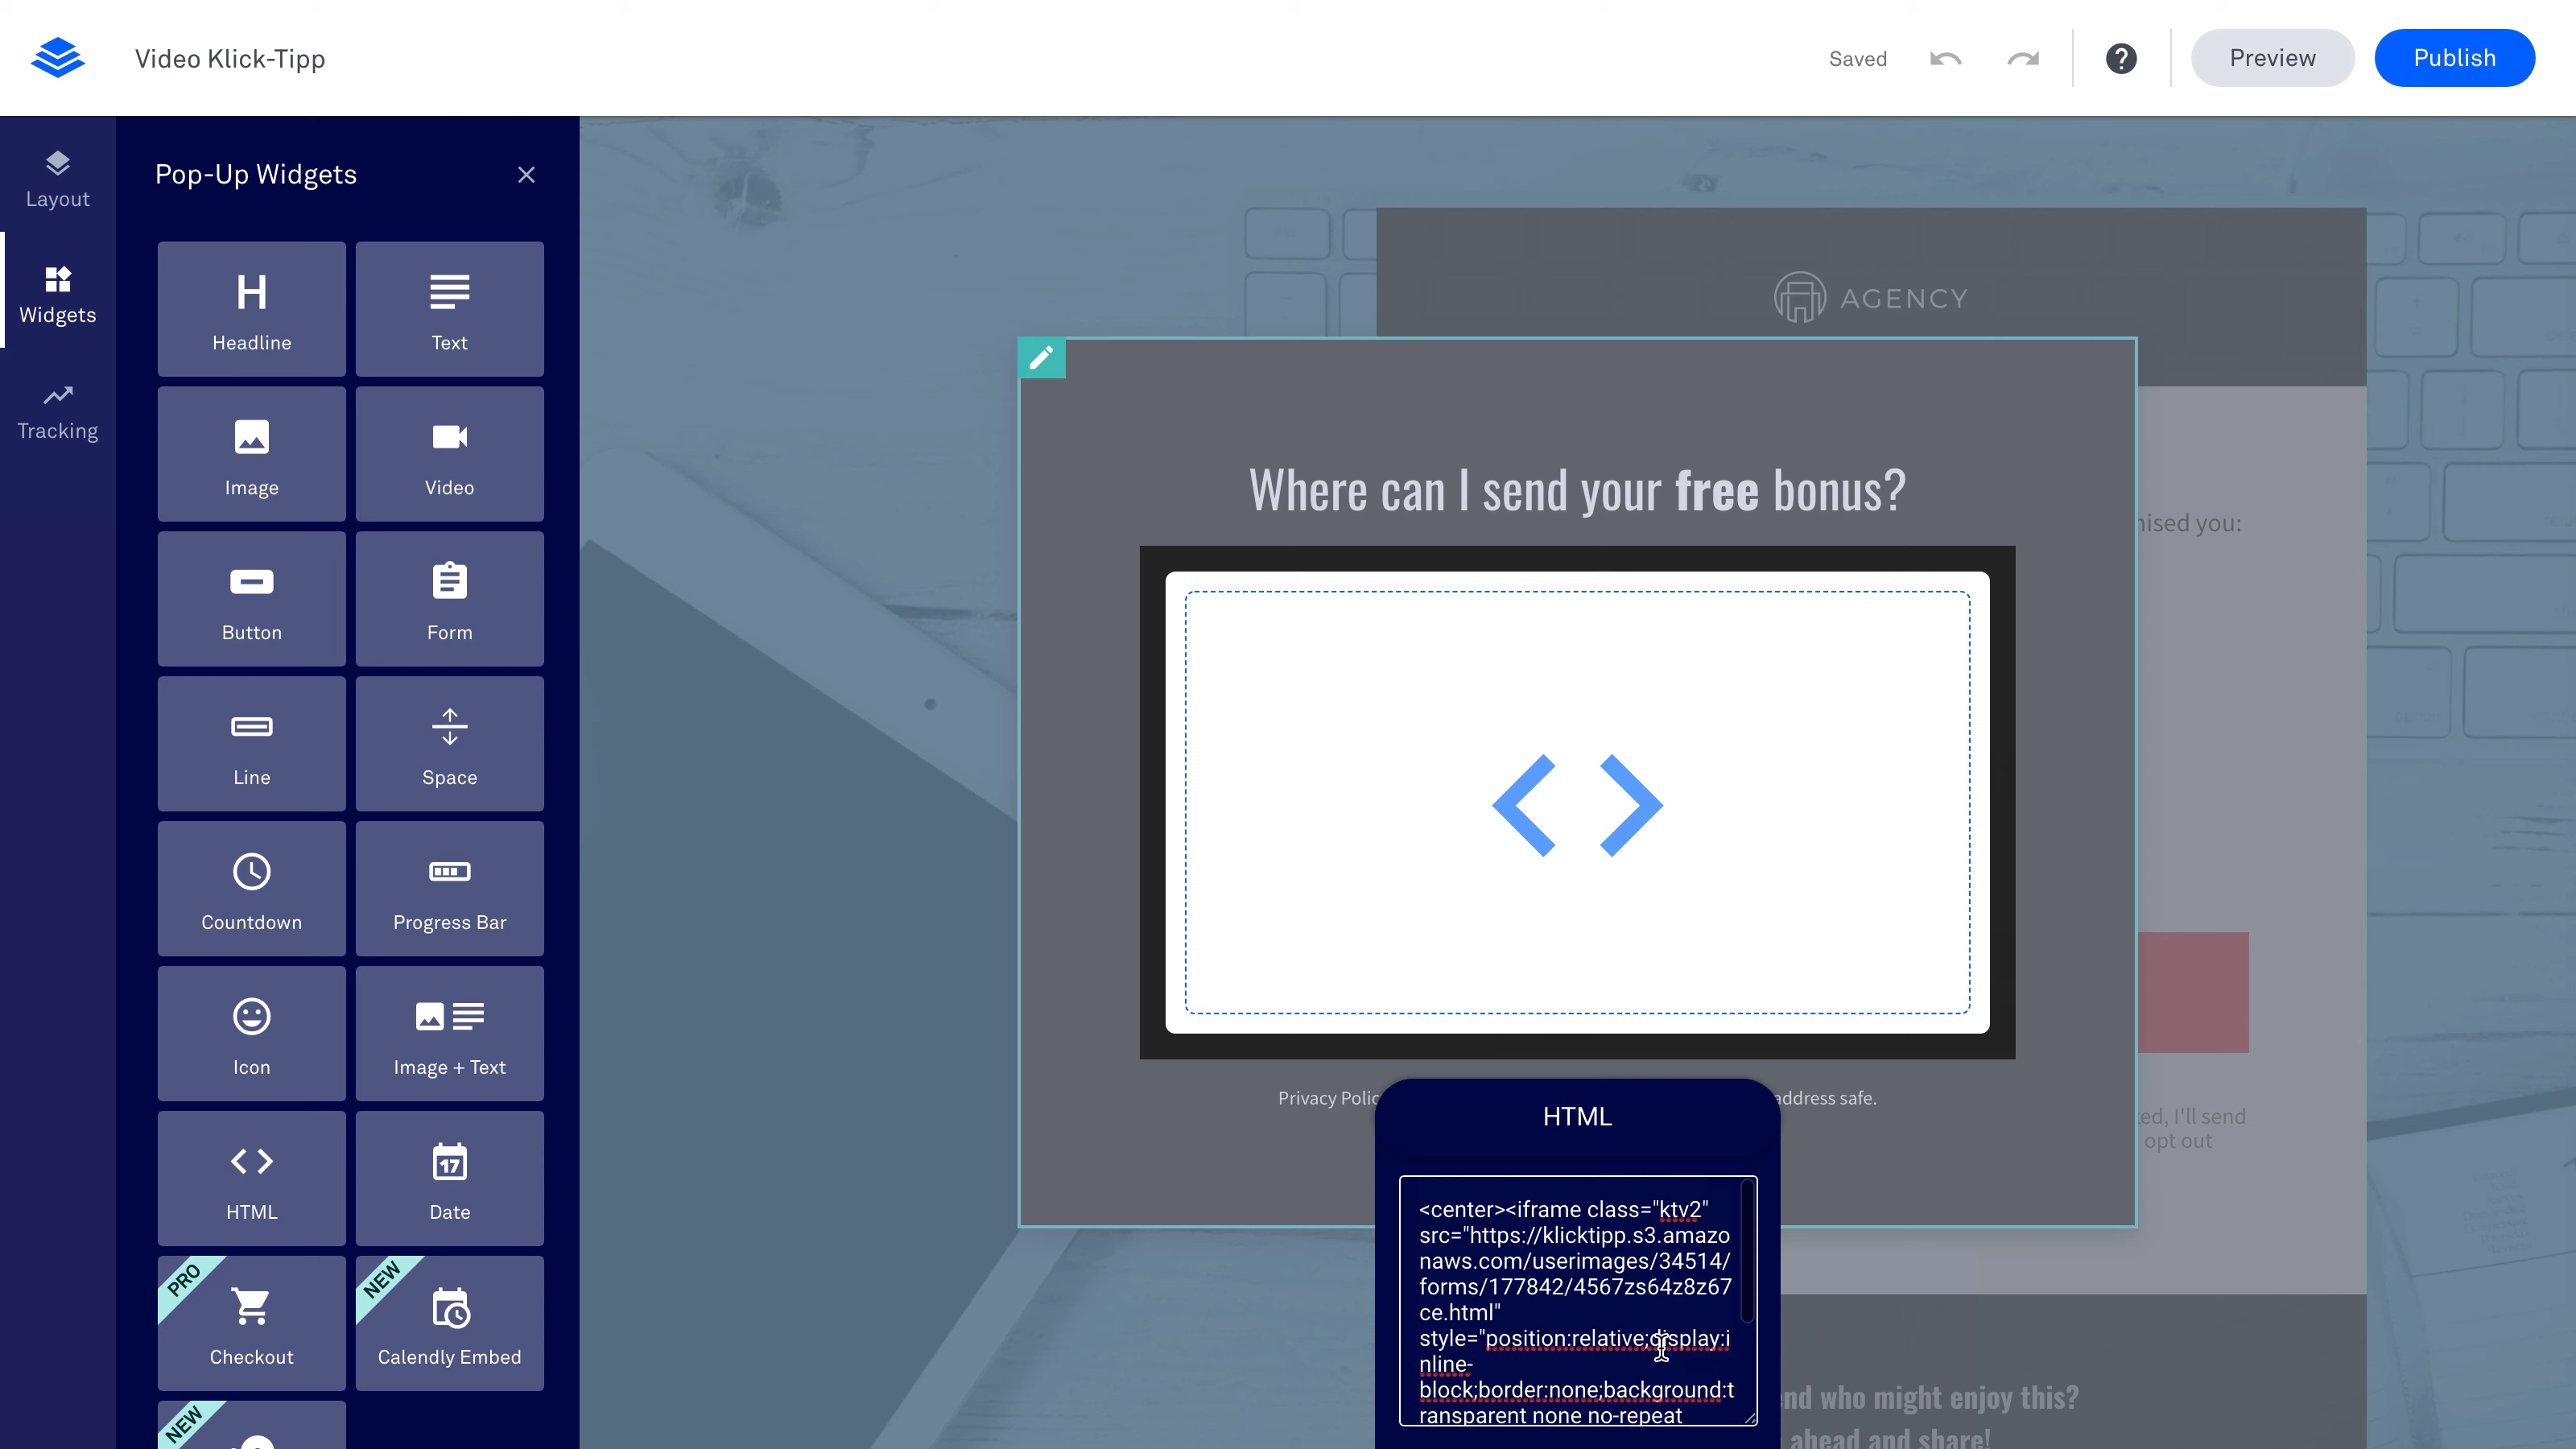 Video Klick-Tipp
Saved
Preview
Publish
Layout
Widgets
Tracking
Pop-Up Widgets
Headline
Text
Image
Video
Button
Form
Line
Space
Countdown
Progress Bar
Icon
Image + Text
HTML
17
Date
PRO
Checkout
NEW
Calendly Embed
NEW
AGENCY
Where can I send your free bonus?
nised you:
Privacy Polic
address safe.
ed, I'll send
opt out
HTML
<center><iframe class="ktv2"
src="https://klicktipp.s3.amazo
naws.com/userimages/34514/
forms/177842/4567zs64z8z67
ce.html"
style="position:relative;display:i
nline-
block;border:none;background:t
ransparent none no-repeat
nd who might enjoy this?
ahead and share!